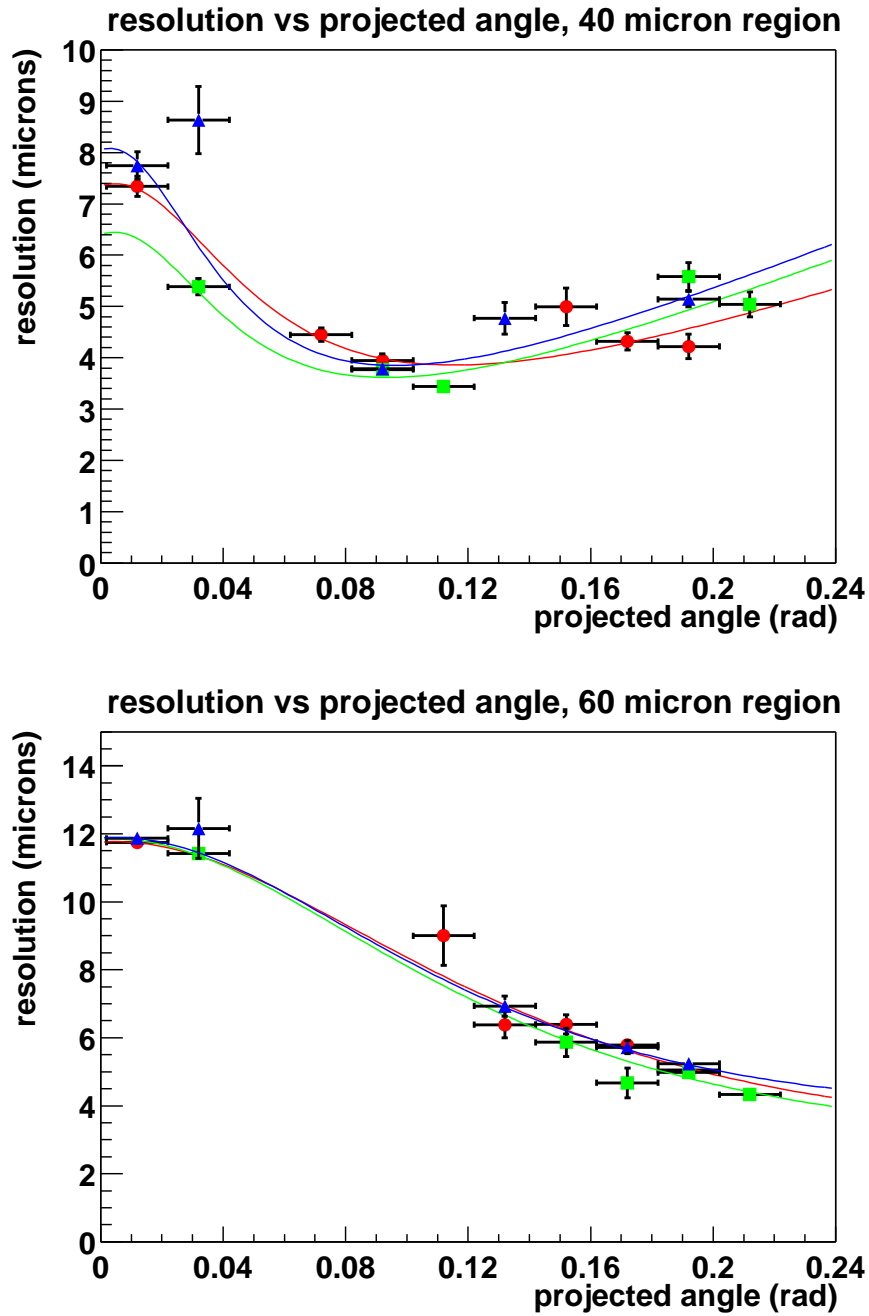 resolution vs projected angle, 40 micron region
resolution (microns)
10
9
8
7
6
5
4
3
2
1
0
0 0.04 0.08 0.12 0.16 0.2 0.24
projected angle (rad)
resolution vs projected angle, 60 micron region
resolution (microns)
14
12
10
8
6
4
2
0
0 0.04 0.08 0.12 0.16 0.2 0.24
projected angle (rad)